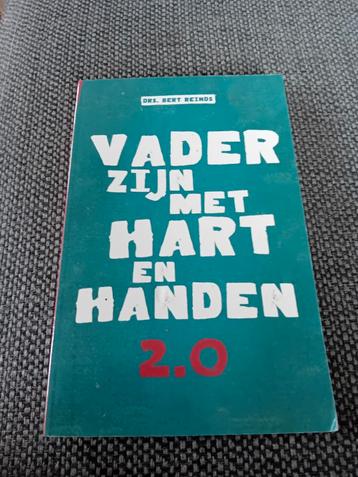 DRS. BERT REINDS
VADER
ZIJN
MET
HART
EN
HANDEN
2.0